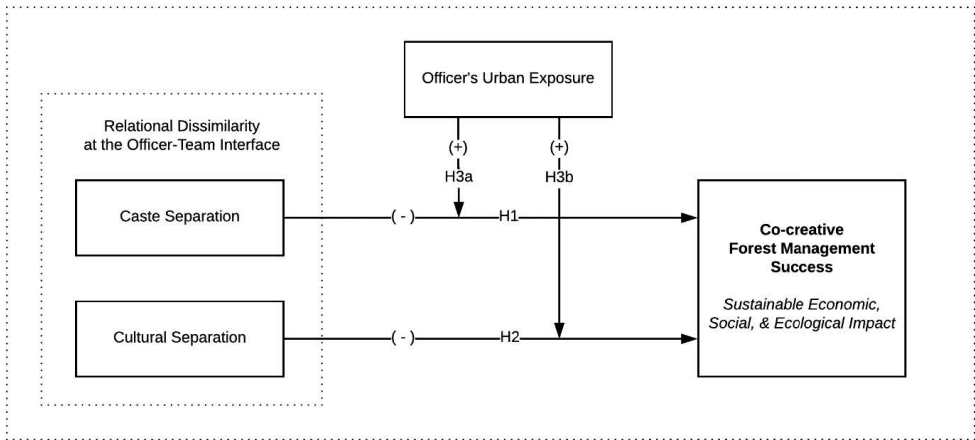 Officer's Urban Exposure
Relational Dissimilarity
at the Officer-Team Interface
(+)
(+)
H3a
H3b
Caste Separation
( - )
H1
Co-creative
Forest Management
Success
Sustainable Economic,
Social, & Ecological Impact
Cultural Separation
( - )
H2